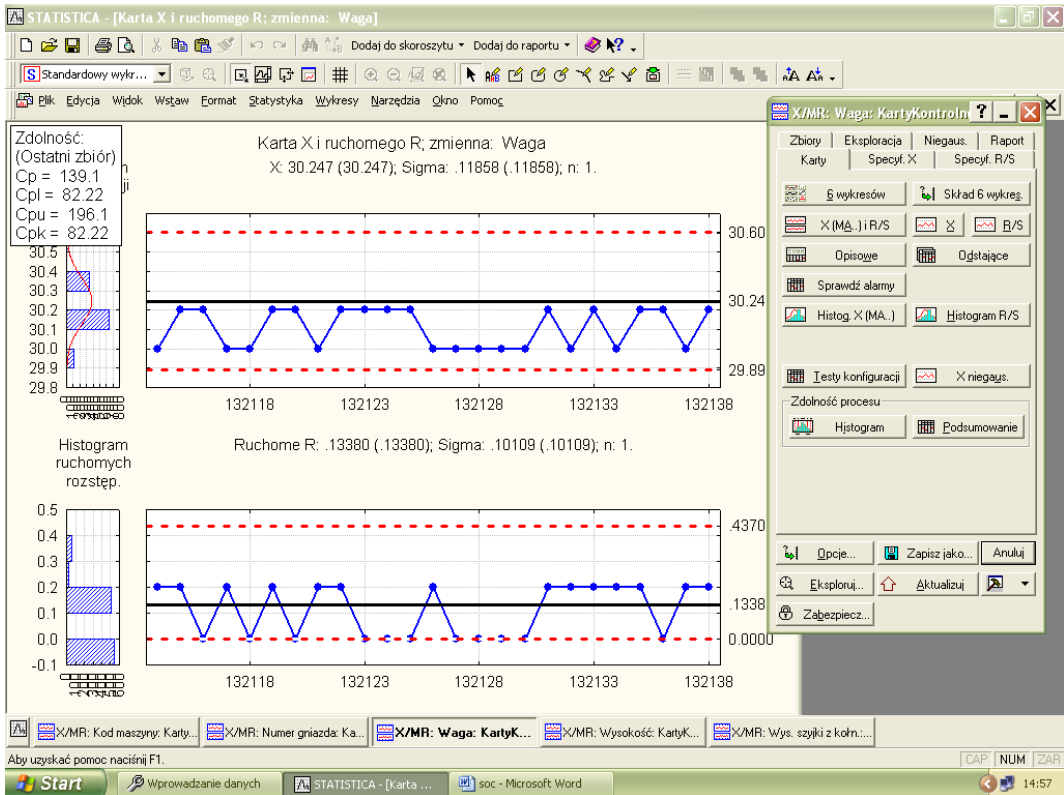 STATISTICA - [Karta X i ruchomego R; zmienna: Waga]
Dodaj do skoroszytu Dodaj do raportu
Standardowy wykr...
Plik Edycja Widok Wstaw Format Statystyka Wykresy Narzędzia Okno Pomoc
Zdolność:
(Ostatni zbiór)
Cp = 139.1
Cpl = 82.22
Cpu = 196.1
Cpk = 82.22
Karta X i ruchomego R; zmienna: Waga
X: 30.247 (30.247); Sigma: .11858 (.11858); n: 1.
30.5
30.4
30.3
30.2
30.1
30.0
29.9
29.8
30.60
30.24
29.89
132118 132123 132128 132133 132138
Histogram
ruchomych
rozstęp.
Ruchome R: .13380 (.13380); Sigma: .10109 (.10109); n: 1.
0.5
0.4
0.3
0.2
0.1
0.0
-0.1
.4370
.1338
0.0000
132118 132123 132128 132133 132138
X/MR: Waga: KartyKontroln
Zbiory Eksploracja Niegaus. Raport
Karty Specyf. X Specyf. R/S
6 wykresów Skład 6 wykres.
X (MA..) i R/S X R/S
Opisowe Odstające
Sprawdź alarmy
Histog. X (MA..) Histogram R/S
Testy konfiguracji X niegaus.
Zdolność procesu
Histogram Podsumowanie
Opcje... Zapisz jako... Anuluj
Eksploruj... Aktualizuj
Zabezpiecz...
X/MR: Kod maszyny: Karty... X/MR: Numer gniazda: Ka... X/MR: Waga: KartyK... X/MR: Wysokość: KartyK... X/MR: Wys. szyjki z kołn.:...
Aby uzyskać pomoc naciśnij F1.
CAP NUM ZAR
Start Wprowadzanie danych STATISTICA - [Karta ... soc - Microsoft Word 14:57